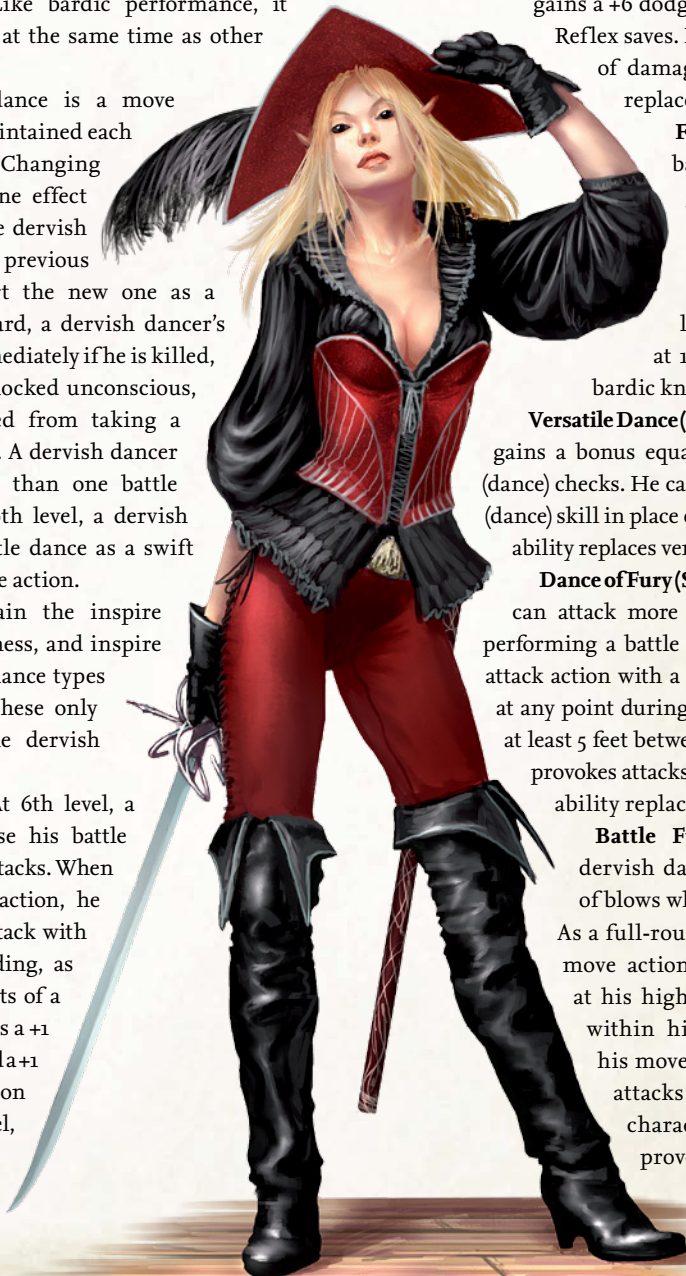 Like bardic performance, it
at the same time as other
dance is a move
intained each
Changing
ne effect
e dervish
previous
rt the new one as a
ard, a dervish dancer's
mediately if he is killed,
nocked unconscious,
ed from taking a
. A dervish dancer
than one battle
th level, a dervish
tle dance as a swift
e action.
ain the inspire
ness, and inspire
ance types
hese only
e dervish
At 6th level, a
se his battle
tacks. When
action, he
tack with
ding, as
ts of a
s a +1
d a +1
on
el,
gains a +6 dodg
Reflex saves. I
of damag
replace
F
ba
l
at 1
bardic kn
Versatile Dance (
gains a bonus equa
(dance) checks. He ca
(dance) skill in place o
ability replaces ver
Dance of Fury (S
can attack more
performing a battle
attack action with a
at any point during
at least 5 feet betwe
provokes attacks
ability replac
Battle F
dervish da
of blows wh
As a full-rou
move action
at his high
within hi
his move
attacks
charac
prov